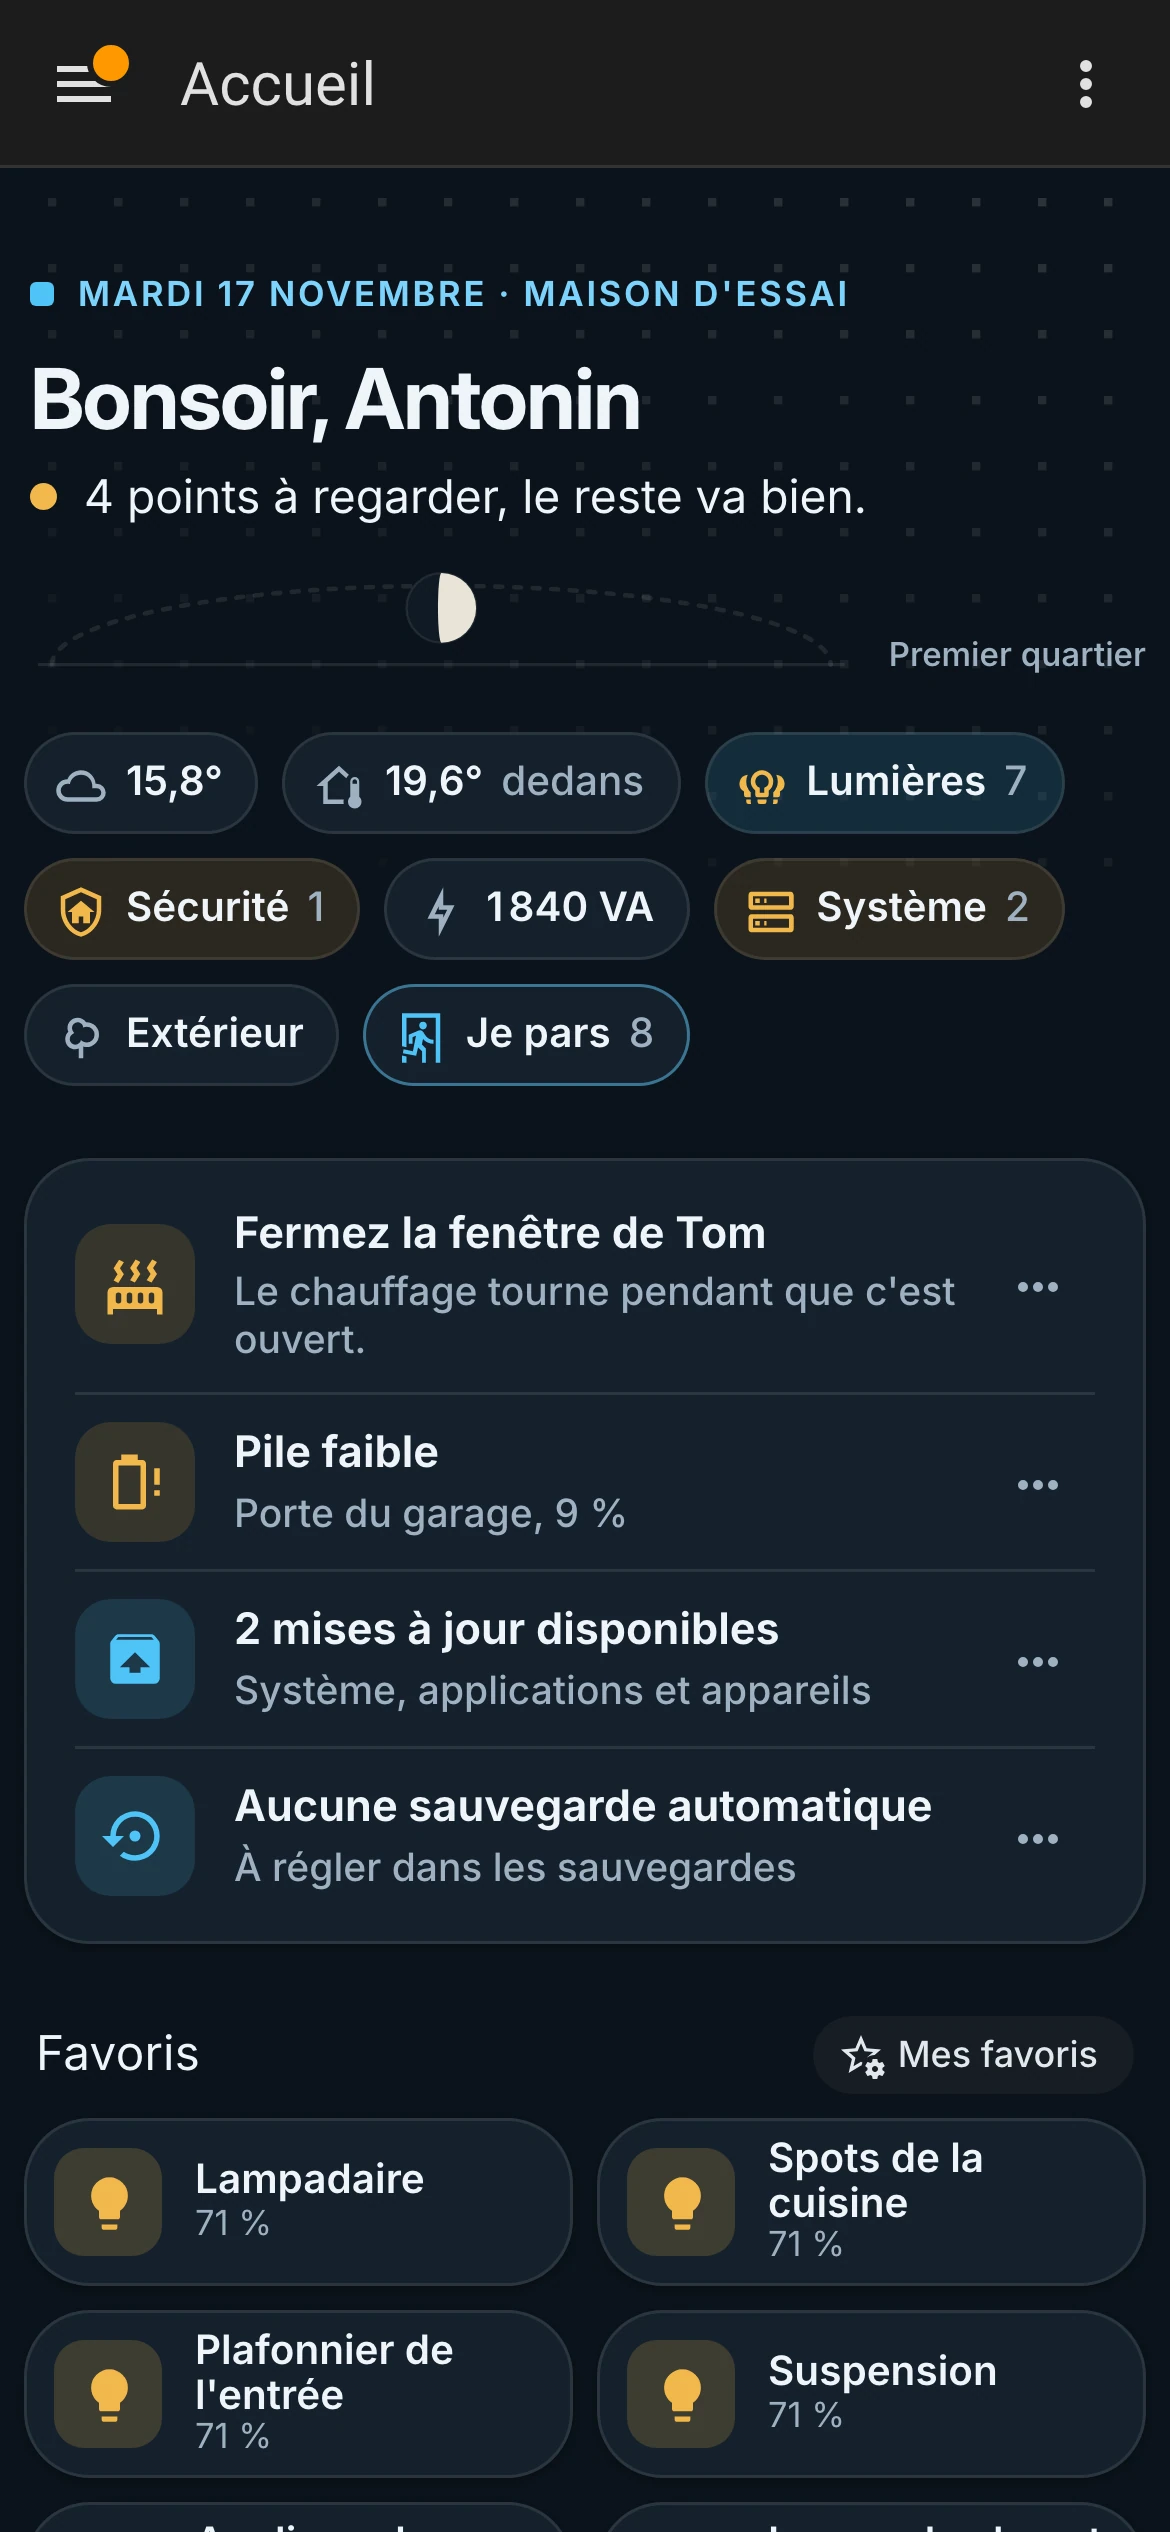 Accueil
MARDI 17 NOVEMBRE · MAISON D'ESSAI
Bonsoir, Antonin
4 points à regarder, le reste va bien.
Premier quartier
15,8°
19,6° dedans
Lumières 7
Sécurité 1
1 840 VA
Système 2
Extérieur
Je pars 8
Fermez la fenêtre de Tom
Le chauffage tourne pendant que c'est
ouvert.
Pile faible
Porte du garage, 9 %
2 mises à jour disponibles
Système, applications et appareils
Aucune sauvegarde automatique
À régler dans les sauvegardes
Favoris
Mes favoris
Lampadaire
71 %
Spots de la
cuisine
71 %
Plafonnier de
l'entrée
71 %
Suspension
71 %